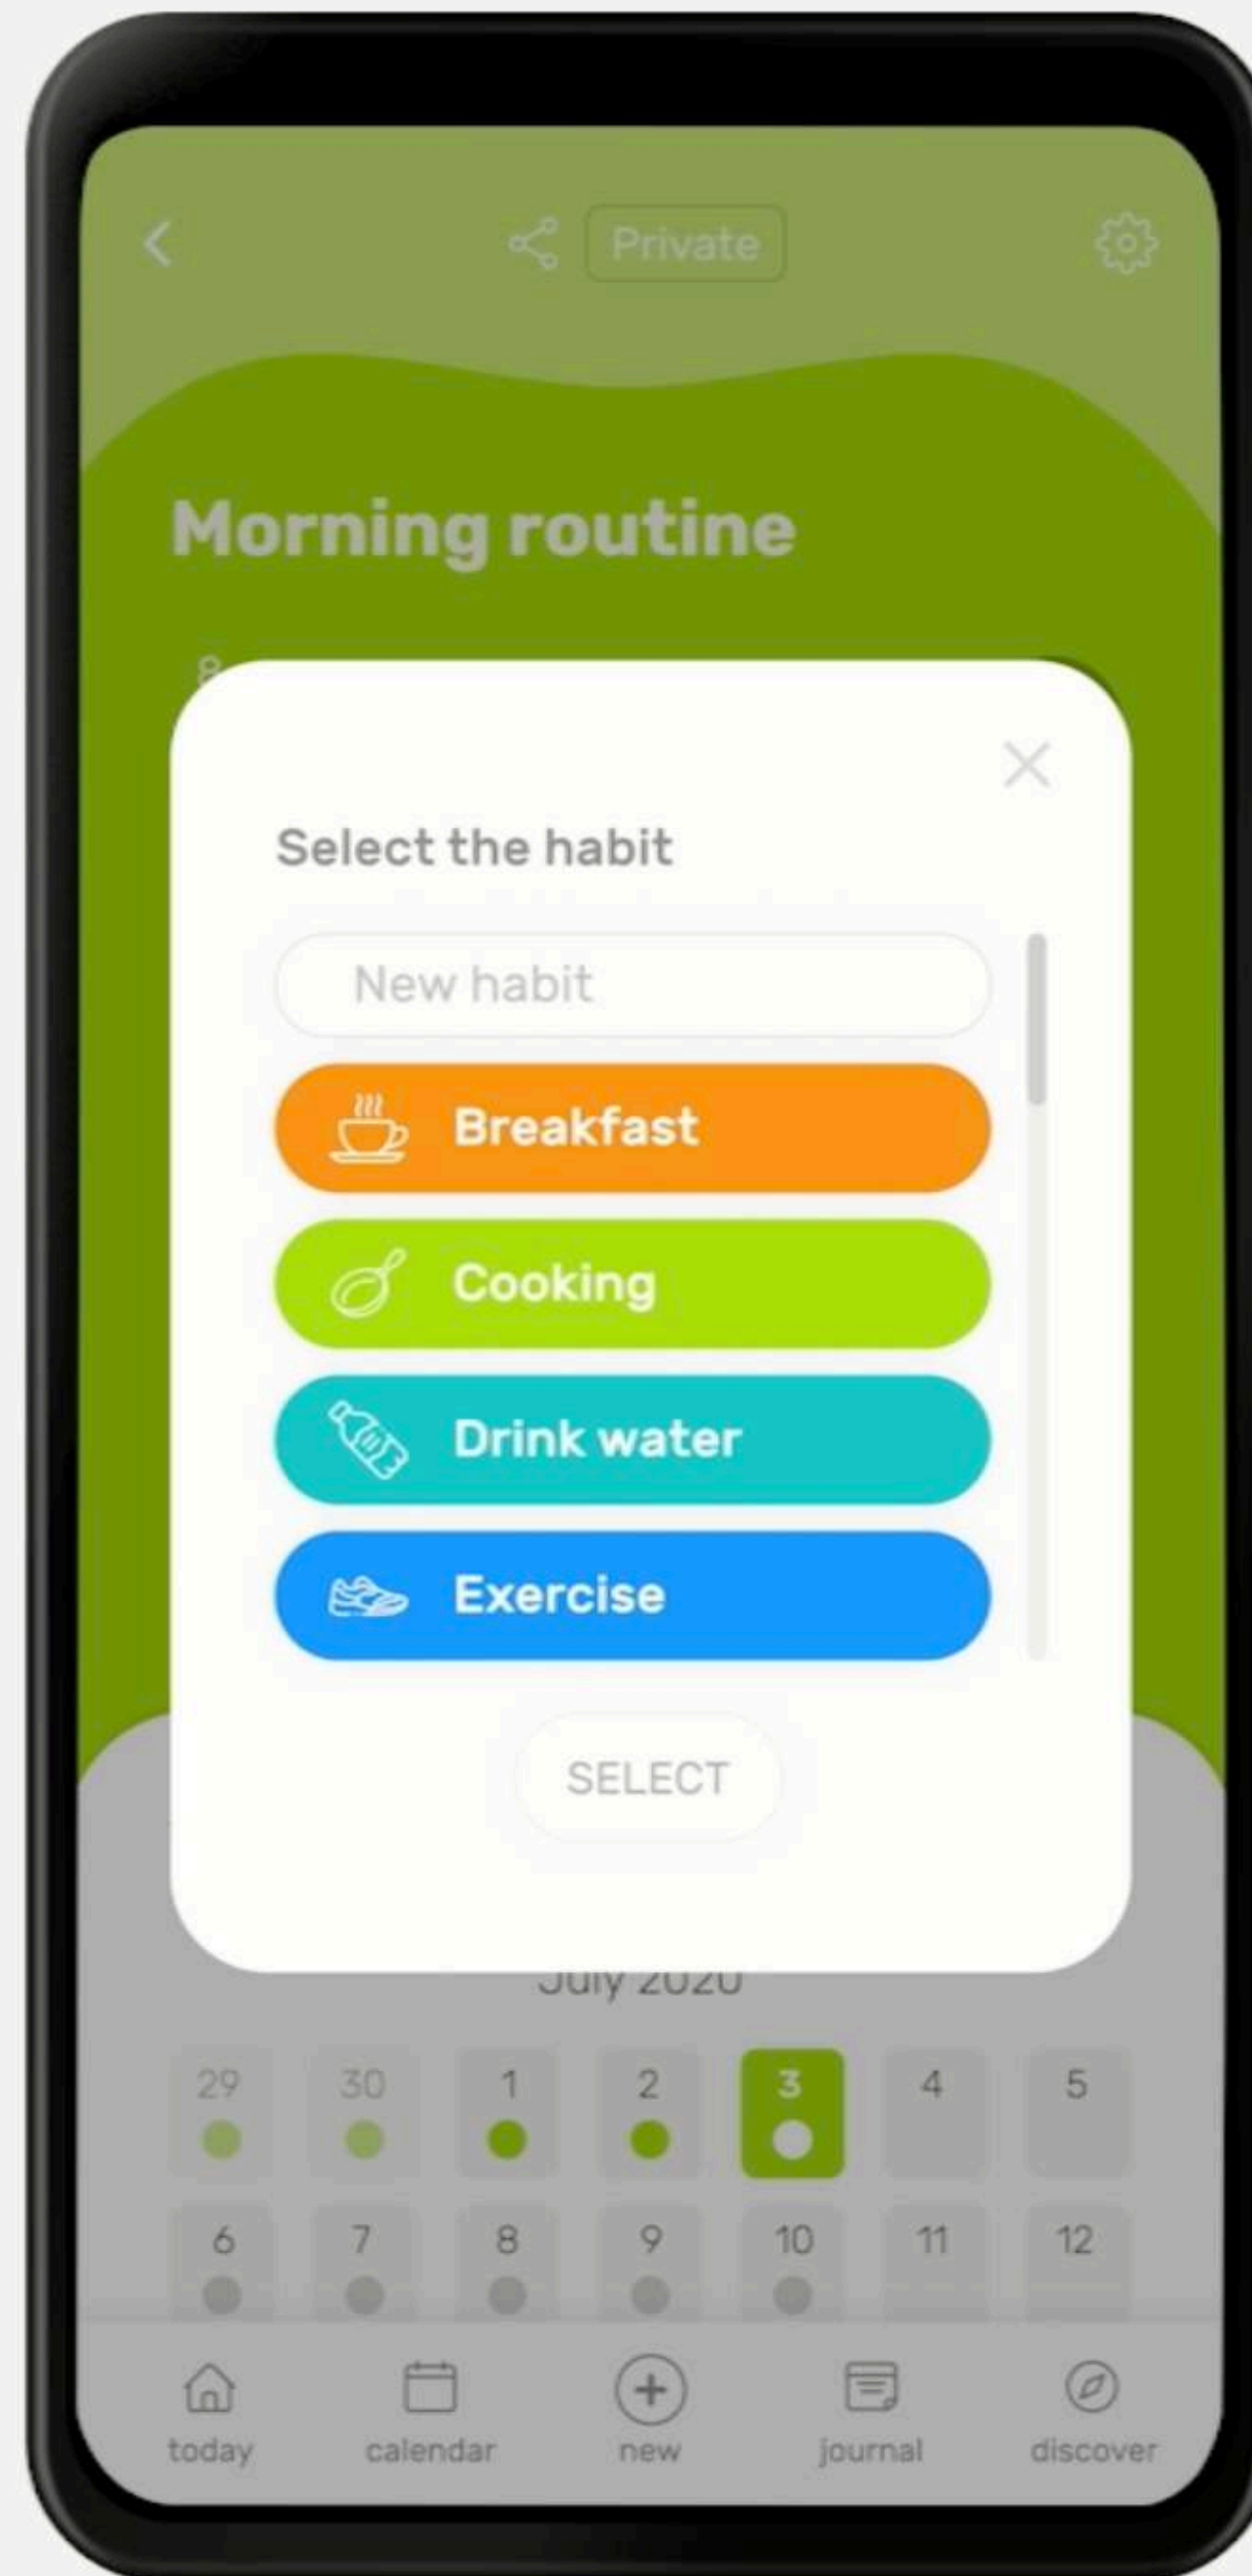 Private
Morning routine
8
Select the habit
New habit
Breakfast
Cooking
Drink water
Exercise
SELECT
July 2020
29 30 1 2 3 4 5
6 7 8 9 10 11 12
today calendar new journal discover